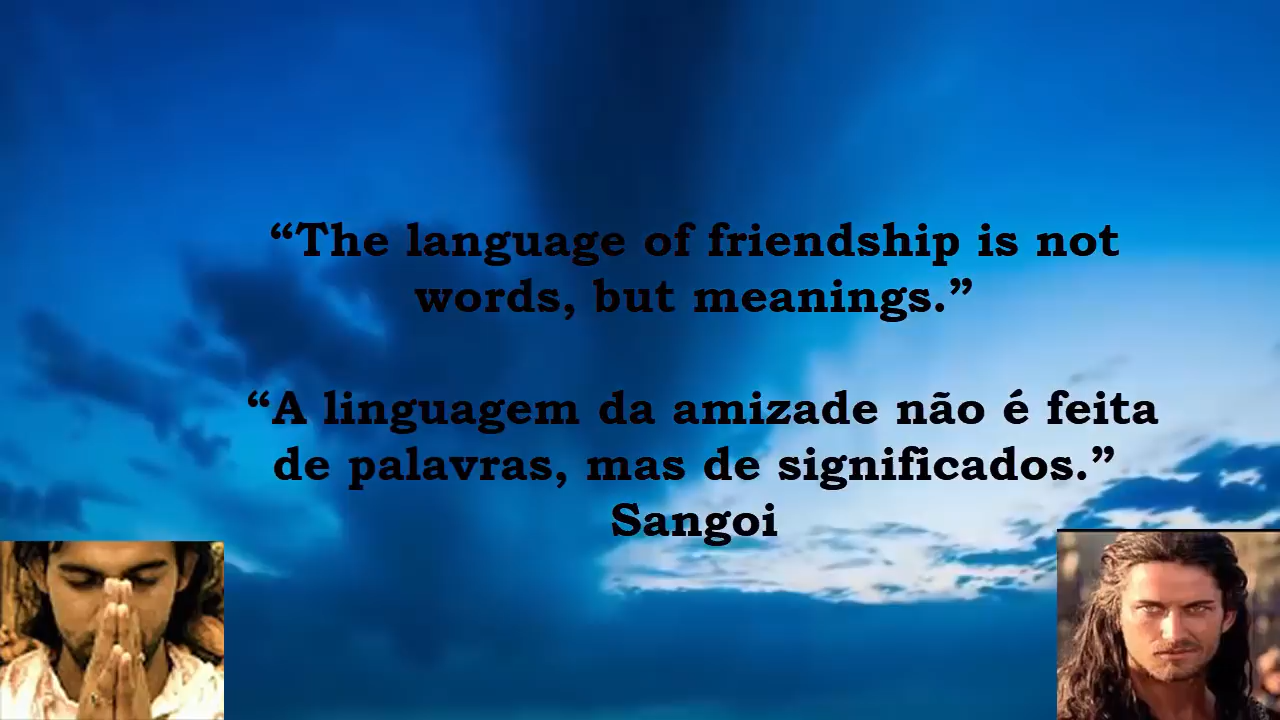 “The language of friendship is not
words, but meanings.”
“A linguagem da amizade não é feita
de palavras, mas de significados.”
Sangoi